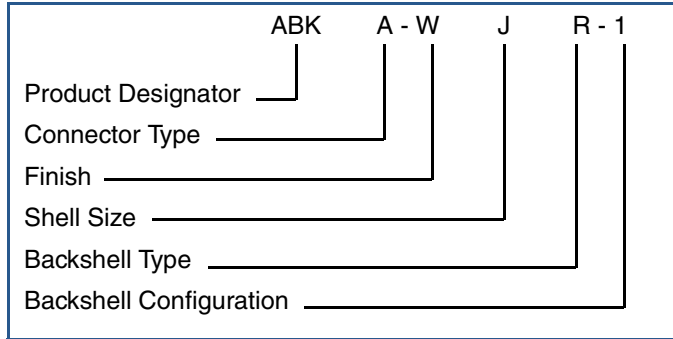 ABK A - W J R - 1
Product Designator
Connector Type
Finish
Shell Size
Backshell Type
Backshell Configuration